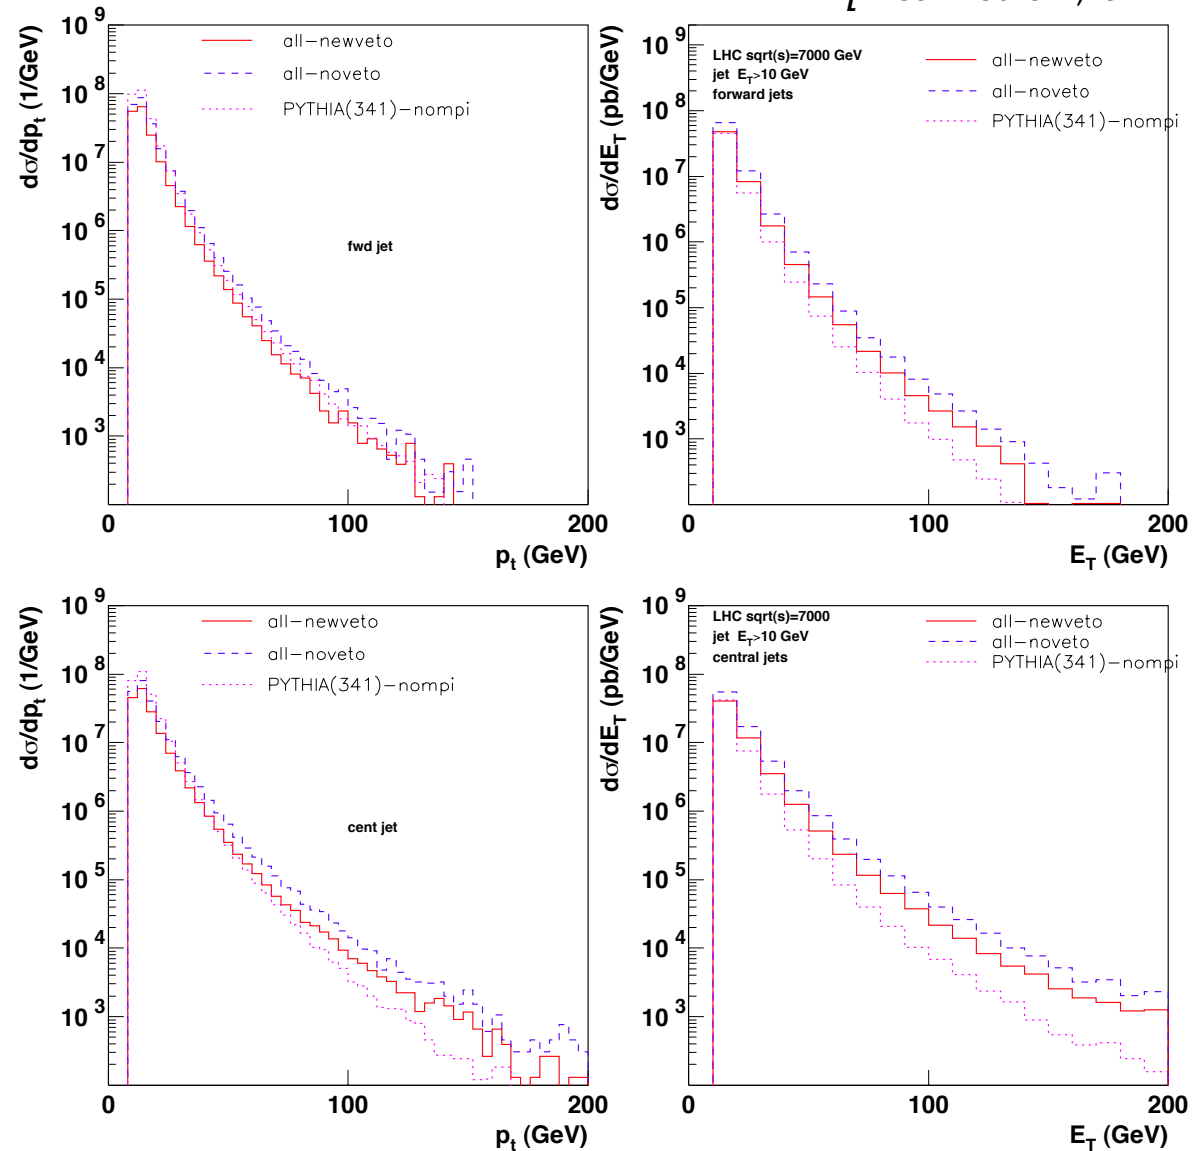 10 9
10 8
10 7
10 6
10 5
10 4
10 3
dσ/dpt (1/GeV)
all-newveto
all-noveto
PYTHIA(341)-nompi
fwd jet
0
100
200
pt (GeV)
10 9
10 8
10 7
10 6
10 5
10 4
10 3
dσ/dET (pb/GeV)
LHC sqrt(s)=7000 GeV
jet ET>10 GeV
forward jets
all-newveto
all-noveto
PYTHIA(341)-nompi
0
100
200
ET (GeV)
10 9
10 8
10 7
10 6
10 5
10 4
10 3
dσ/dpt (1/GeV)
all-newveto
all-noveto
PYTHIA(341)-nompi
cent jet
0
100
200
pt (GeV)
10 9
10 8
10 7
10 6
10 5
10 4
10 3
dσ/dET (pb/GeV)
LHC sqrt(s)=7000
jet ET>10 GeV
central jets
all-newveto
all-noveto
PYTHIA(341)-nompi
0
100
200
ET (GeV)